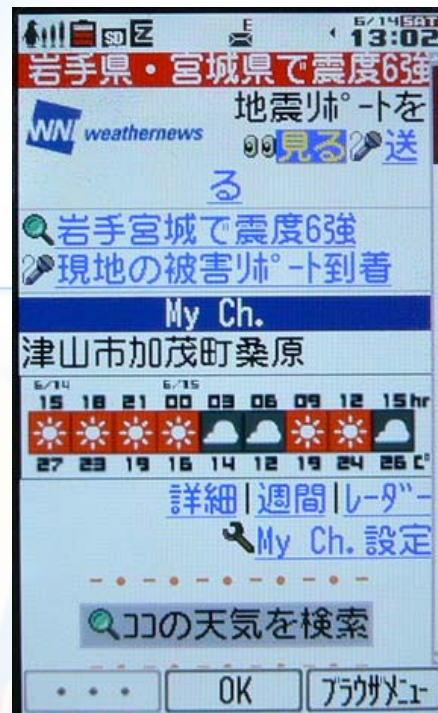 SD E 6/14 SAT
13:02
岩手県・宮城県で震度6強
WNI weathernews 地震ﾘﾎﾟｰﾄを
見る 送
る
岩手宮城で震度6強
現地の被害ﾘﾎﾟｰﾄ到着
My Ch.
津山市加茂町桑原
6/14 6/15
15 18 21 00 03 06 09 12 15hr
27 23 19 16 14 12 19 24 26 C°
詳細|週間|ﾚｰﾀﾞｰ
My Ch.設定
ｺｺの天気を検索
・・・ OK ﾌﾞﾗｳｻﾞﾒﾆｭｰ